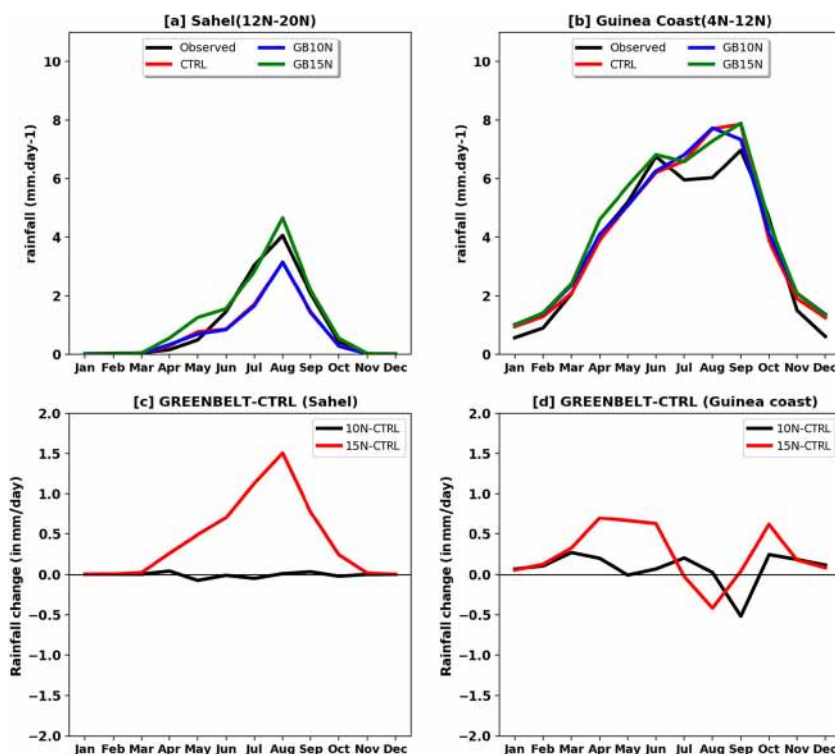 [a] Sahel(12N-20N)
Observed
CTRL
GB10N
GB15N
rainfall (mm.day-1)
10
8
6
4
2
0
Jan Feb Mar Apr May Jun Jul Aug Sep Oct Nov Dec
[b] Guinea Coast(4N-12N)
Observed
CTRL
GB10N
GB15N
rainfall (mm.day-1)
10
8
6
4
2
0
Jan Feb Mar Apr May Jun Jul Aug Sep Oct Nov Dec
[c] GREENBELT-CTRL (Sahel)
10N-CTRL
15N-CTRL
Rainfall change (in mm/day)
2.0
1.5
1.0
0.5
0.0
−0.5
−1.0
−1.5
−2.0
Jan Feb Mar Apr May Jun Jul Aug Sep Oct Nov Dec
[d] GREENBELT-CTRL (Guinea coast)
10N-CTRL
15N-CTRL
Rainfall change (in mm/day)
2.0
1.5
1.0
0.5
0.0
−0.5
−1.0
−1.5
−2.0
Jan Feb Mar Apr May Jun Jul Aug Sep Oct Nov Dec